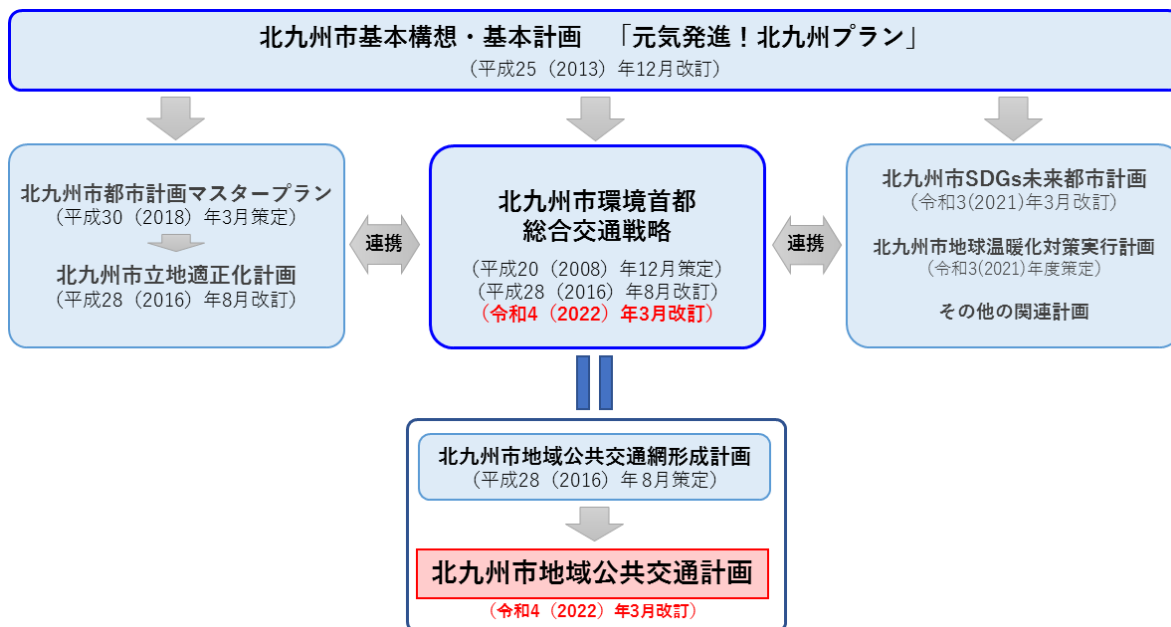 北九州市基本構想・基本計画　「元気発進！北九州プラン」
（平成25（2013）年12月改訂）
北九州市都市計画マスタープラン
（平成30（2018）年3月策定）
北九州市立地適正化計画
（平成28（2016）年8月改訂）
連携
北九州市環境首都
総合交通戦略
（平成20（2008）年12月策定）
（平成28（2016）年8月改訂）
（令和4（2022）年3月改訂）
連携
北九州市SDGs未来都市計画
（令和3(2021)年3月改訂）
北九州市地球温暖化対策実行計画
（令和3(2021)年度策定）
その他の関連計画
北九州市地域公共交通網形成計画
（平成28（2016）年8月策定）
北九州市地域公共交通計画
（令和4（2022）年3月改訂）